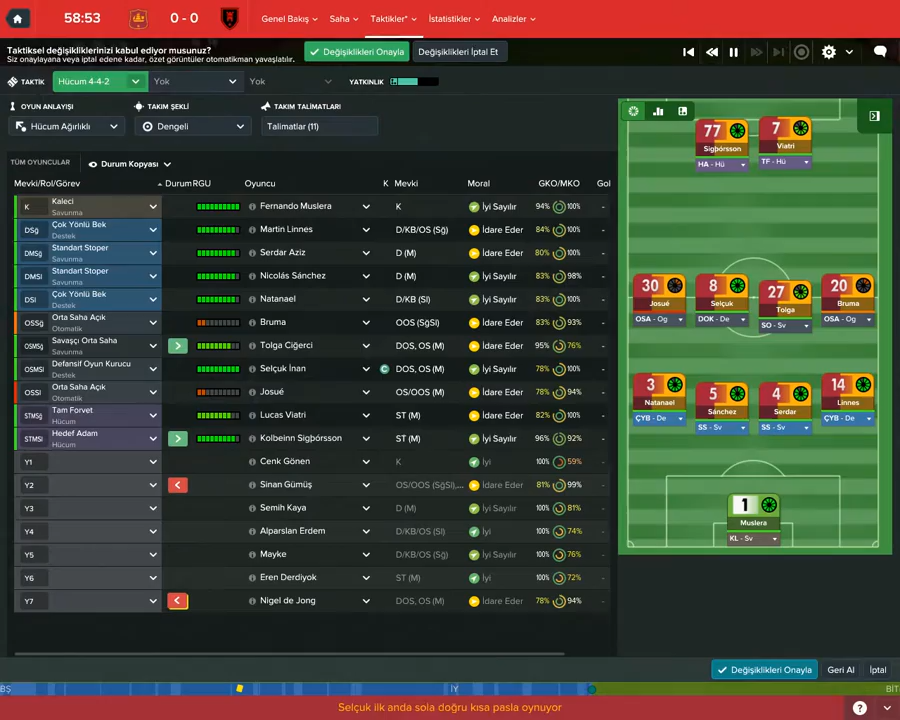 58:53 0 - 0 Genel Bakış Saha Taktikler* İstatistikler Analizler
Taktiksel değişikliklerinizi kabul ediyor musunuz?
Siz onaylayana veya iptal edene kadar, özet görüntüler otomatikman yavaşlatılır.
Değişiklikleri Onayla Değişiklikleri İptal Et
TAKTİK Hücum 4-4-2 Yok Yok YATKINLIK
OYUN ANLAYIŞI TAKIM ŞEKLİ TAKIM TALİMATLARI
Hücum Ağırlıklı Dengeli Talimatlar (11)
TÜM OYUNCULAR Durum Kopyası
Mevki/Rol/Görev Durum RGU Oyuncu K Mevki Moral GKO/MKO Gol
K Kaleci Savunma Fernando Muslera K İyi Sayılır 94% 100% -
DSğ Çok Yönlü Bek Destek Martin Linnes D/KB/OS (Sğ) İdare Eder 84% 100% -
DMSğ Standart Stoper Savunma Serdar Aziz D (M) İdare Eder 80% 100% -
DMSl Standart Stoper Savunma Nicolás Sánchez D (M) İdare Eder 83% 98% -
DSl Çok Yönlü Bek Destek Natanael D/KB (Sl) İdare Eder 83% 100% -
OSSğ Orta Saha Açık Otomatik Bruma OOS (SğSl) İdare Eder 83% 93% -
OSMSğ Savaşçı Orta Saha Savunma Tolga Ciğerci DOS, OS (M) İdare Eder 95% 76% -
OSMSl Defansif Oyun Kurucu Destek Selçuk İnan C DOS, OS (M) İdare Eder 78% 100% -
OSSl Orta Saha Açık Otomatik Josué OS/OOS (M) İdare Eder 78% 94% -
STMSğ Tam Forvet Hücum Lucas Viatri ST (M) İdare Eder 82% 100% -
STMSl Hedef Adam Hücum Kolbeinn Sigþórsson ST (M) İdare Eder 96% 92% -
Y1 Cenk Gönen K İyi 100% 59% -
Y2 Sinan Gümüş OS/OOS (SğSl),... İdare Eder 81% 99% -
Y3 Semih Kaya D (M) İyi Sayılır 100% 81% -
Y4 Alparslan Erdem D/KB/OS (Sl) İyi 100% 74% -
Y5 Mayke D/KB/OS (Sğ) İyi Sayılır 100% 76% -
Y6 Eren Derdiyok ST (M) İyi 100% 72% -
Y7 Nigel de Jong DOS, OS (M) İdare Eder 78% 94% -
77 7
Sigþórsson Viatri
HA - Hü TF - Hü
30 8 27 20
Josué Selçuk Tolga Bruma
OSA - Og DOK - De SO - Sv OSA - Og
3 5 4 14
Natanael Sánchez Serdar Linnes
ÇYB - De SS - Sv SS - Sv ÇYB - De
1
Muslera
KL - Sv
Değişiklikleri Onayla Geri Al İptal
BŞ İY BİT
Selçuk ilk anda sola doğru kısa pasla oynuyor